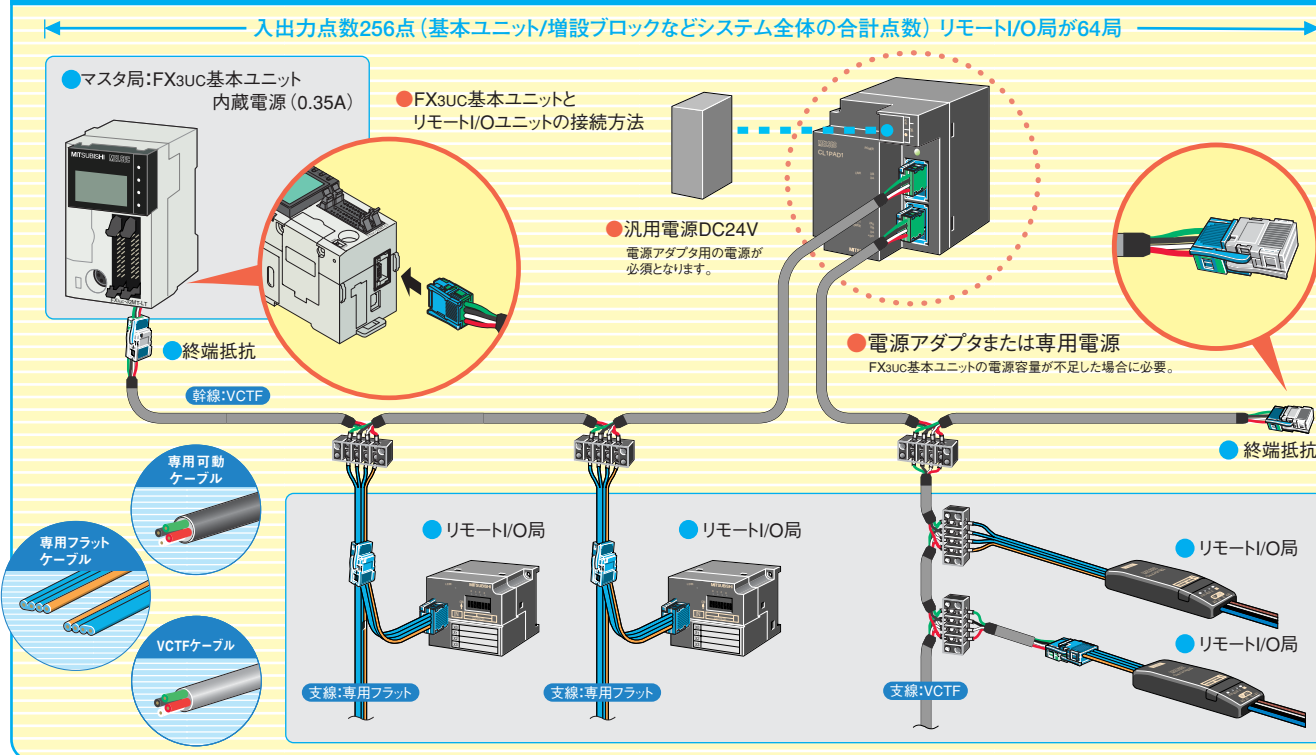 入出力点数256点(基本ユニット/増設ブロックなどシステム全体の合計点数) リモートI/O局が64局
マスタ局:FX3UC基本ユニット
内蔵電源(0.35A)
FX3UC基本ユニットと
リモートI/Oユニットの接続方法
MITSUBISHI MELSEC
FX3UC-32MT-LT
汎用電源DC24V
電源アダプタ用の電源が
必須となります。
CL1PAD1
電源アダプタまたは専用電源
FX3UC基本ユニットの電源容量が不足した場合に必要。
終端抵抗
幹線:VCTF
終端抵抗
専用可動
ケーブル
専用フラット
ケーブル
VCTFケーブル
リモートI/O局
MITSUBISHI
リモートI/O局
MITSUBISHI
リモートI/O局
リモートI/O局
支線:専用フラット
支線:専用フラット
支線:VCTF